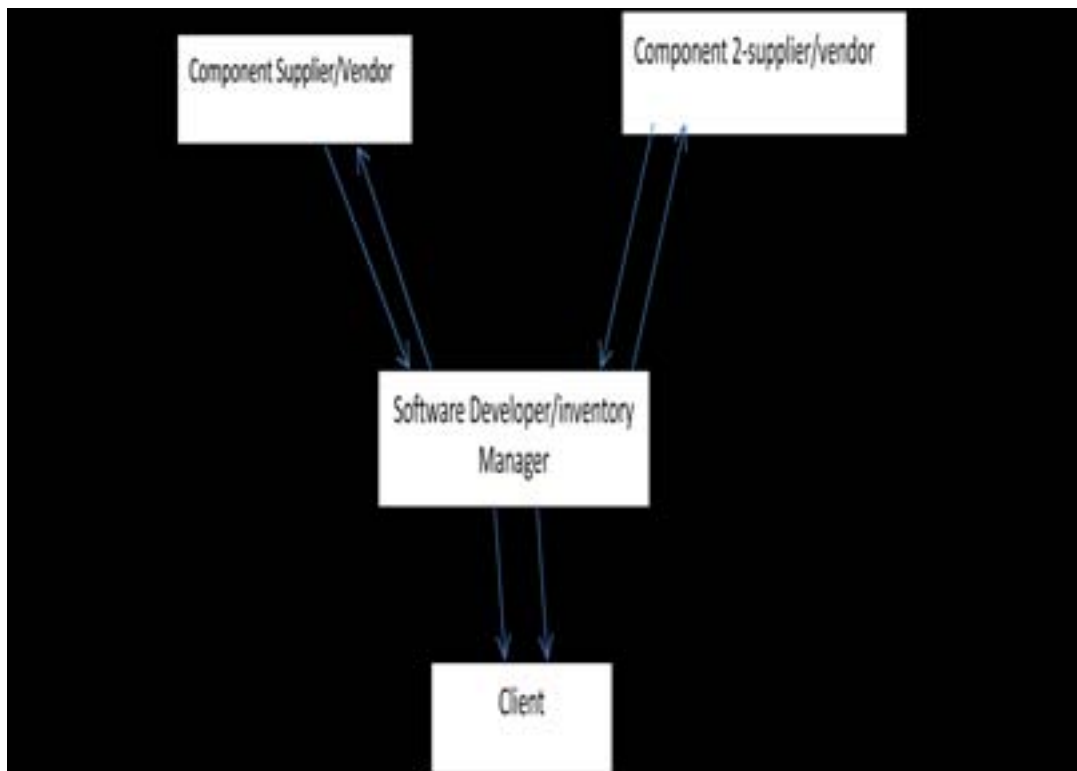 Component Supplier/Vendor
Component 2-supplier/vendor
Software Developer/inventory
Manager
Client